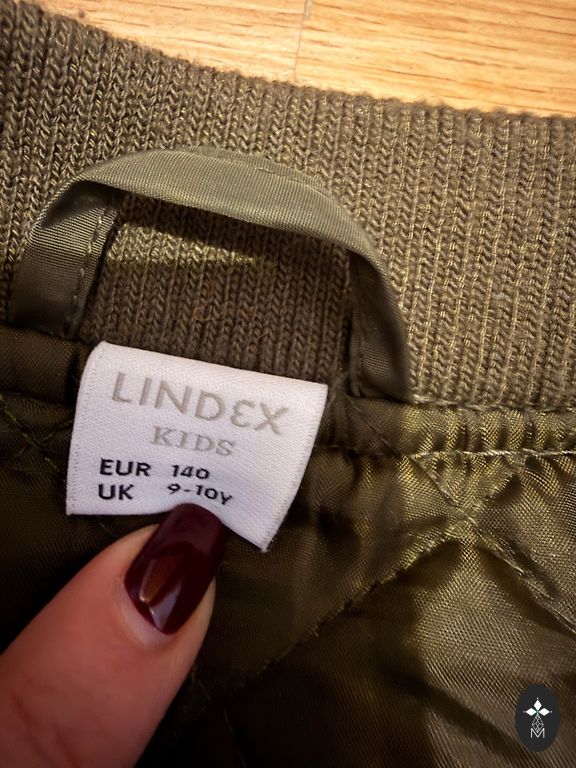 LINDEX
KIDS
EUR 140
UK 9-10Y
M